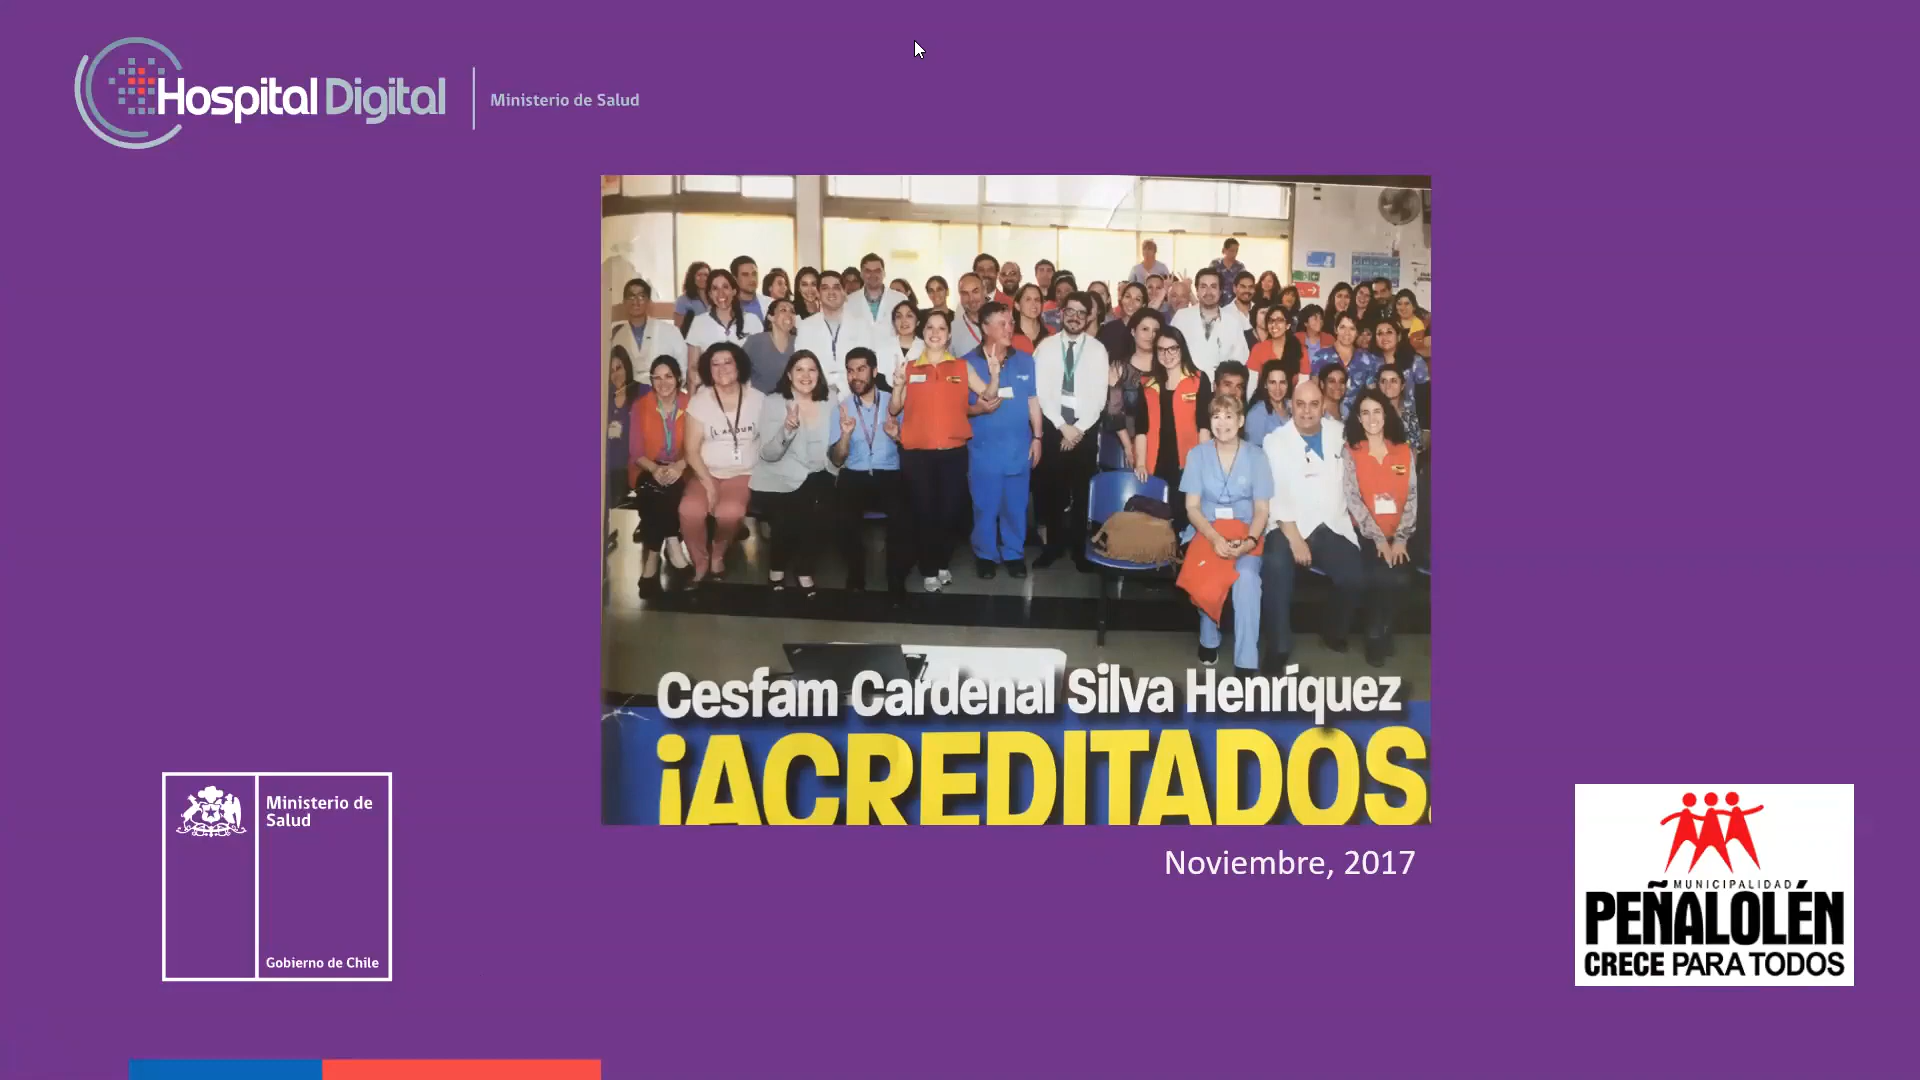 Hospital Digital
Ministerio de Salud
[L'AMOUR]
Cesfam Cardenal Silva Henríquez
¡ACREDITADOS
Noviembre, 2017
Ministerio de
Salud
Gobierno de Chile
MUNICIPALIDAD
PEÑALOLÉN
CRECE PARA TODOS